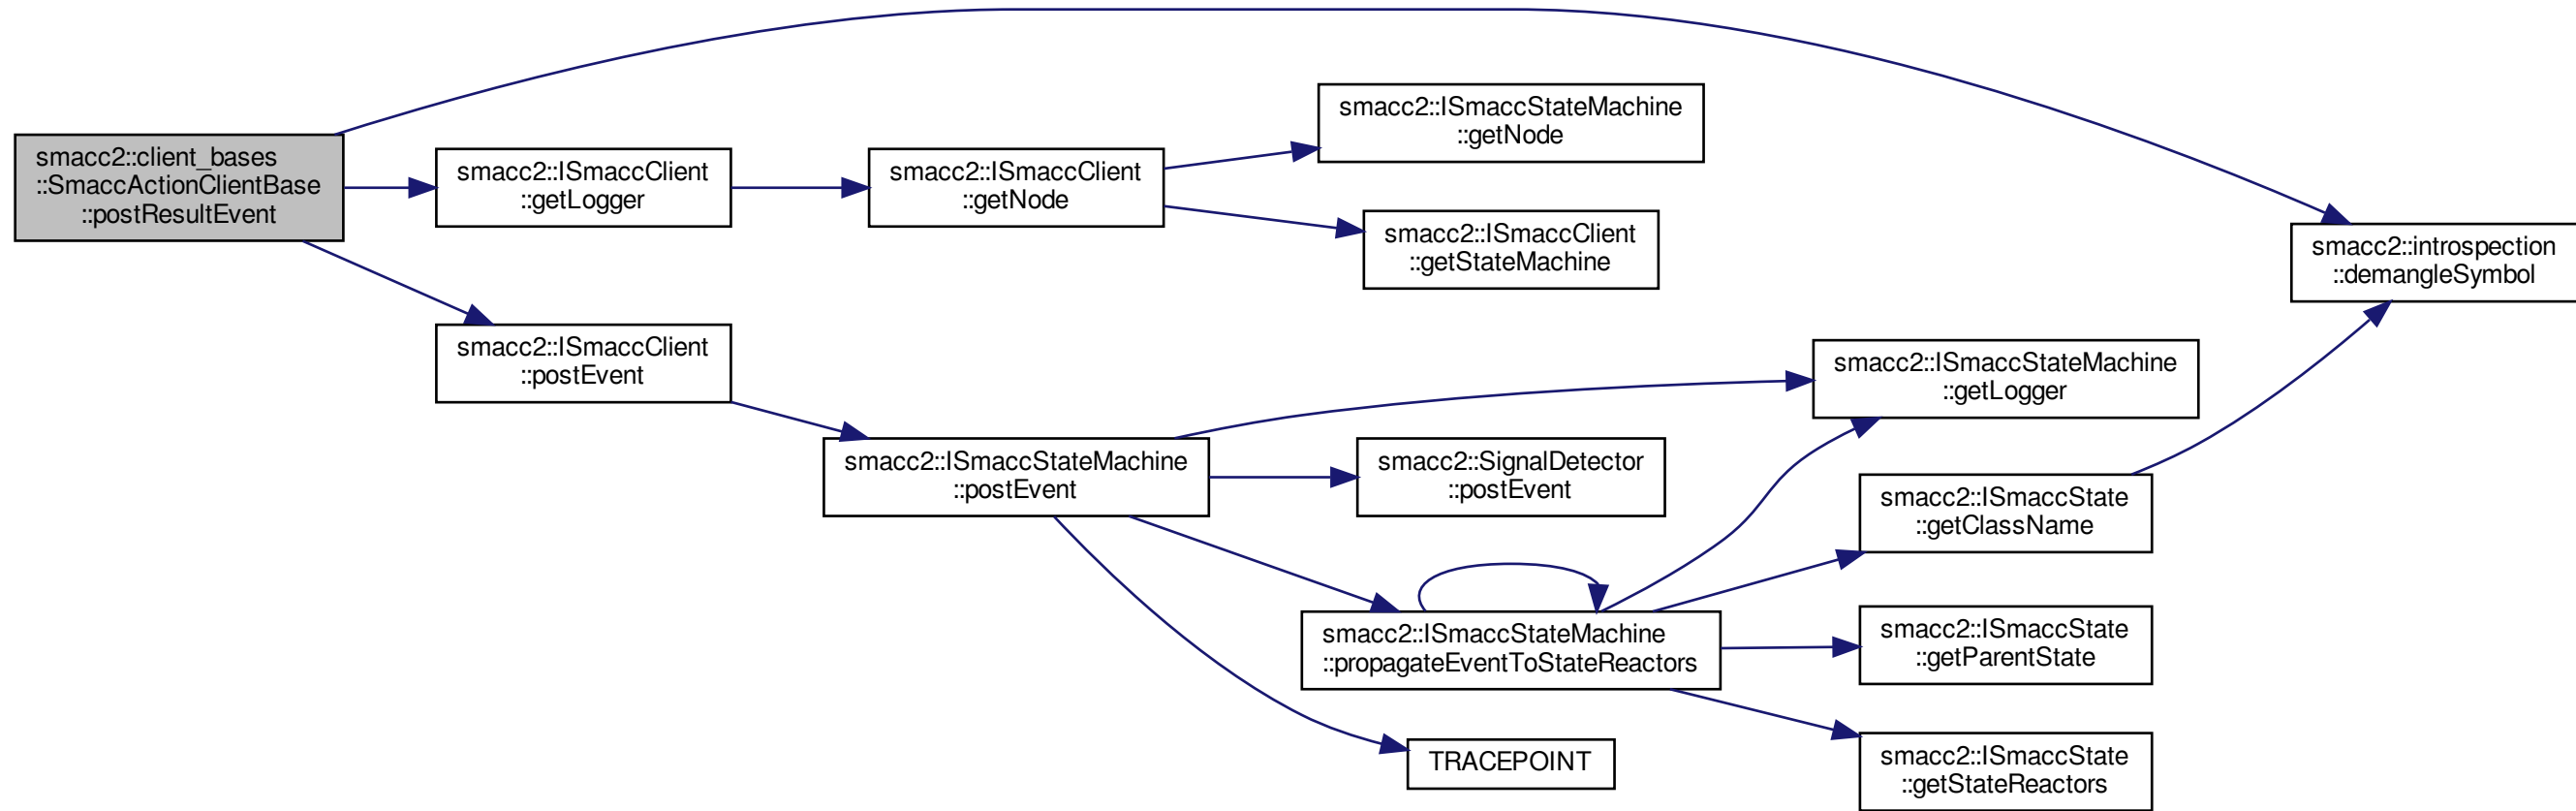 smacc2::client_bases
::SmaccActionClientBase
::postResultEvent
smacc2::ISmaccClient
::getLogger
smacc2::ISmaccClient
::getNode
smacc2::ISmaccStateMachine
::getNode
smacc2::ISmaccClient
::getStateMachine
smacc2::introspection
::demangleSymbol
smacc2::ISmaccClient
::postEvent
smacc2::ISmaccStateMachine
::postEvent
smacc2::ISmaccStateMachine
::getLogger
smacc2::SignalDetector
::postEvent
smacc2::ISmaccState
::getClassName
smacc2::ISmaccStateMachine
::propagateEventToStateReactors
smacc2::ISmaccState
::getParentState
smacc2::ISmaccState
::getStateReactors
TRACEPOINT